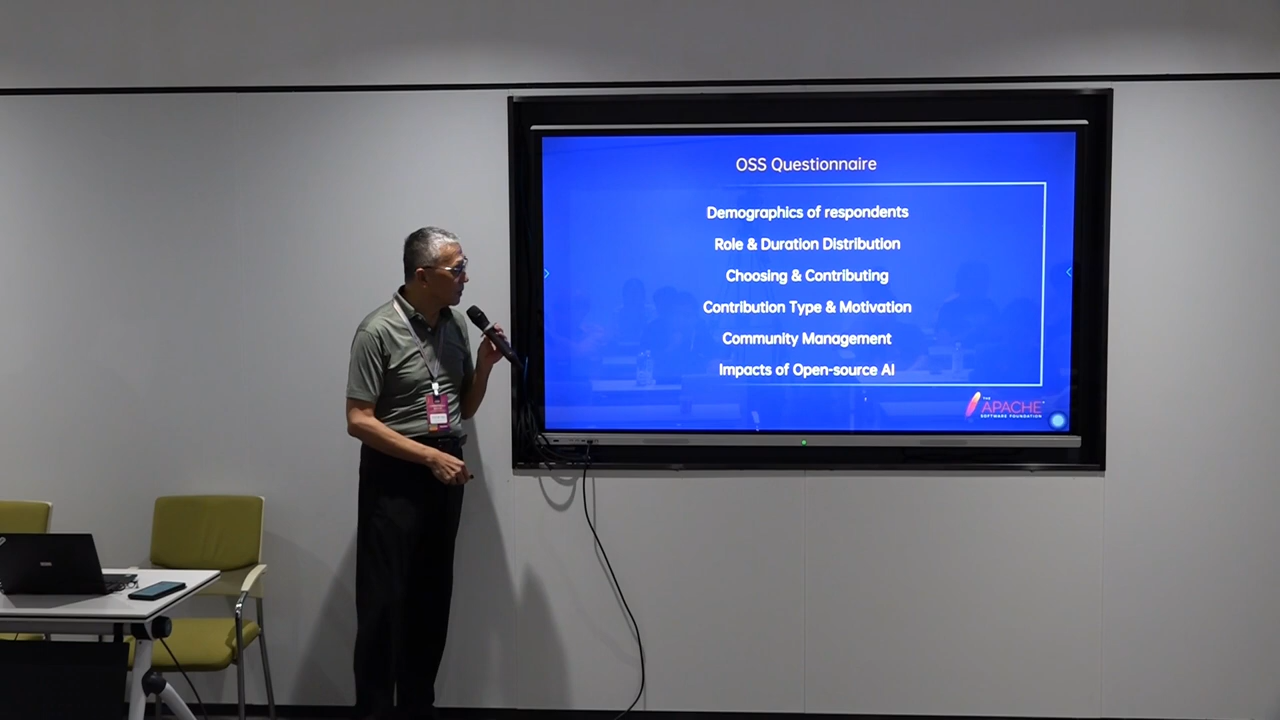 OSS Questionnaire
Demographics of respondents
Role & Duration Distribution
Choosing & Contributing
Contribution Type & Motivation
Community Management
Impacts of Open-source AI
THE
APACHE
SOFTWARE FOUNDATION